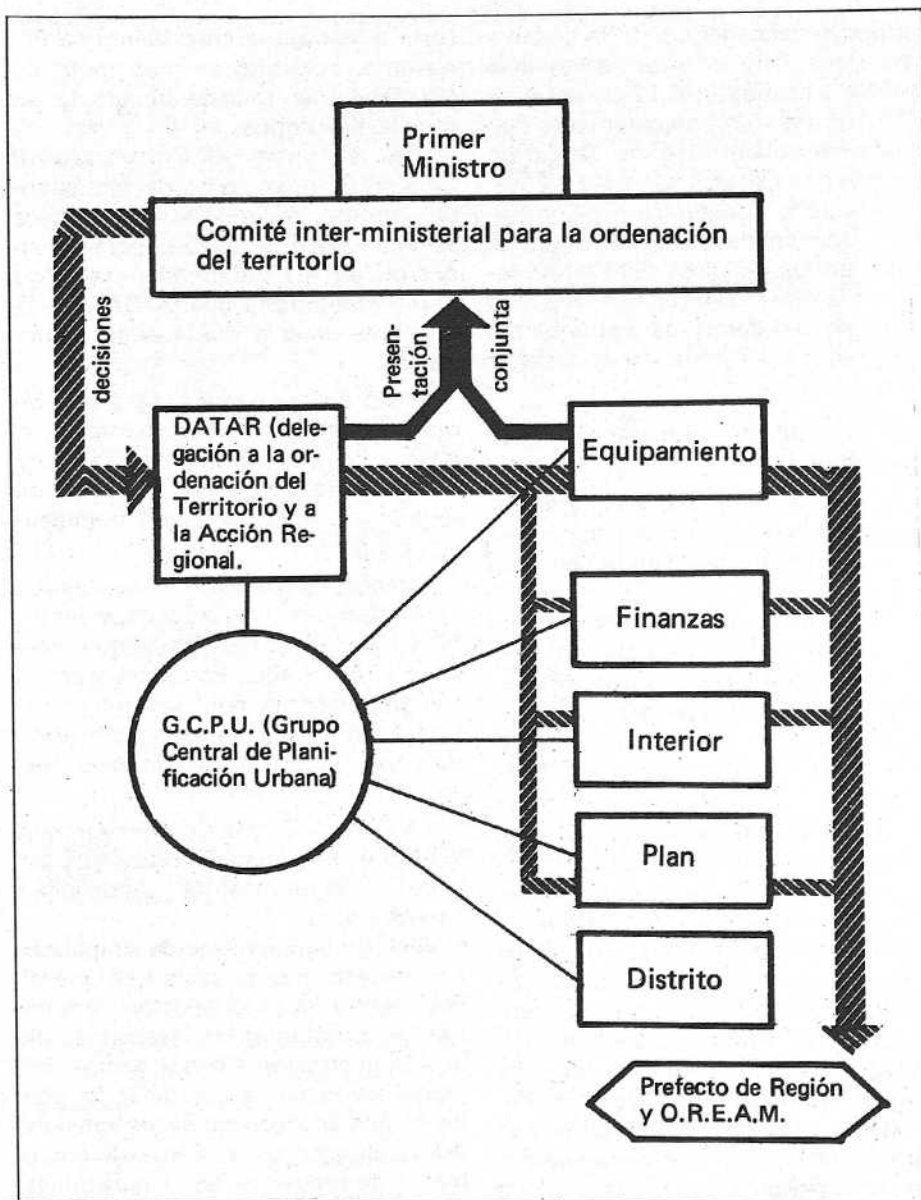 Primer
Ministro
Comité inter-ministerial para la ordenación
del territorio
decisiones
Presen-
tación
conjunta
DATAR (dele-
gación a la or-
denación del
Territorio y a
la Acción Re-
gional.
Equipamiento
Finanzas
G.C.P.U. (Grupo
Central de Plani-
ficación Urbana)
Interior
Plan
Distrito
Prefecto de Región
y O.R.E.A.M.